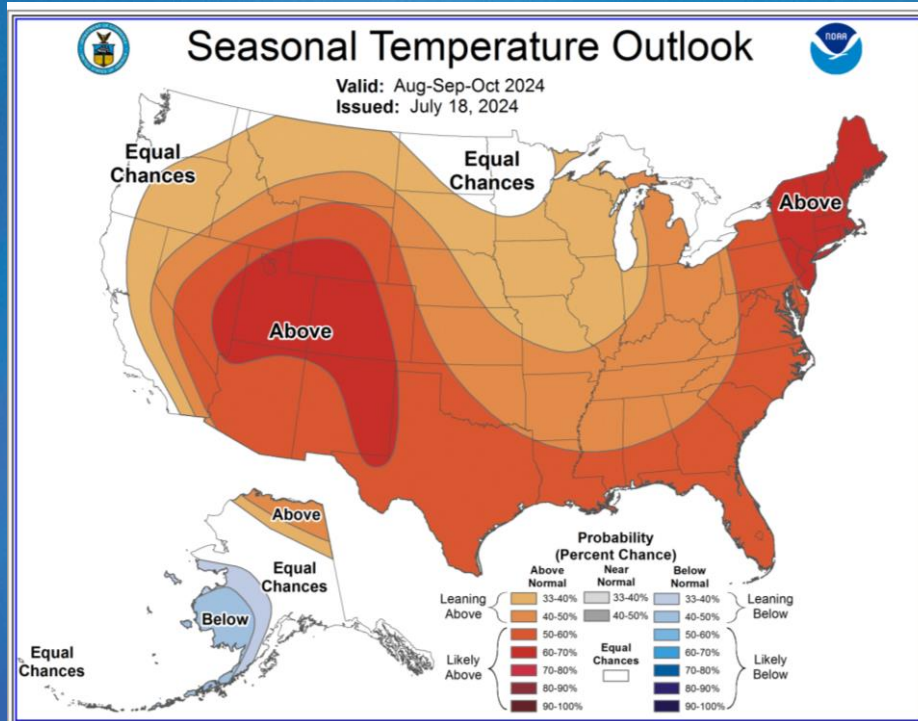 Seasonal Temperature Outlook
NOAA
Valid: Aug-Sep-Oct 2024
Issued: July 18, 2024
Equal
Chances
Equal
Chances
Above
Above
Above
Equal
Chances
Below
Equal
Chances
Probability
(Percent Chance)
Above
Normal
Near
Normal
Below
Normal
Leaning
Above
33-40%
33-40%
33-40%
Leaning
Below
40-50%
40-50%
40-50%
Likely
Above
50-60%
60-70%
70-80%
80-90%
90-100%
Equal
Chances
50-60%
60-70%
70-80%
80-90%
90-100%
Likely
Below